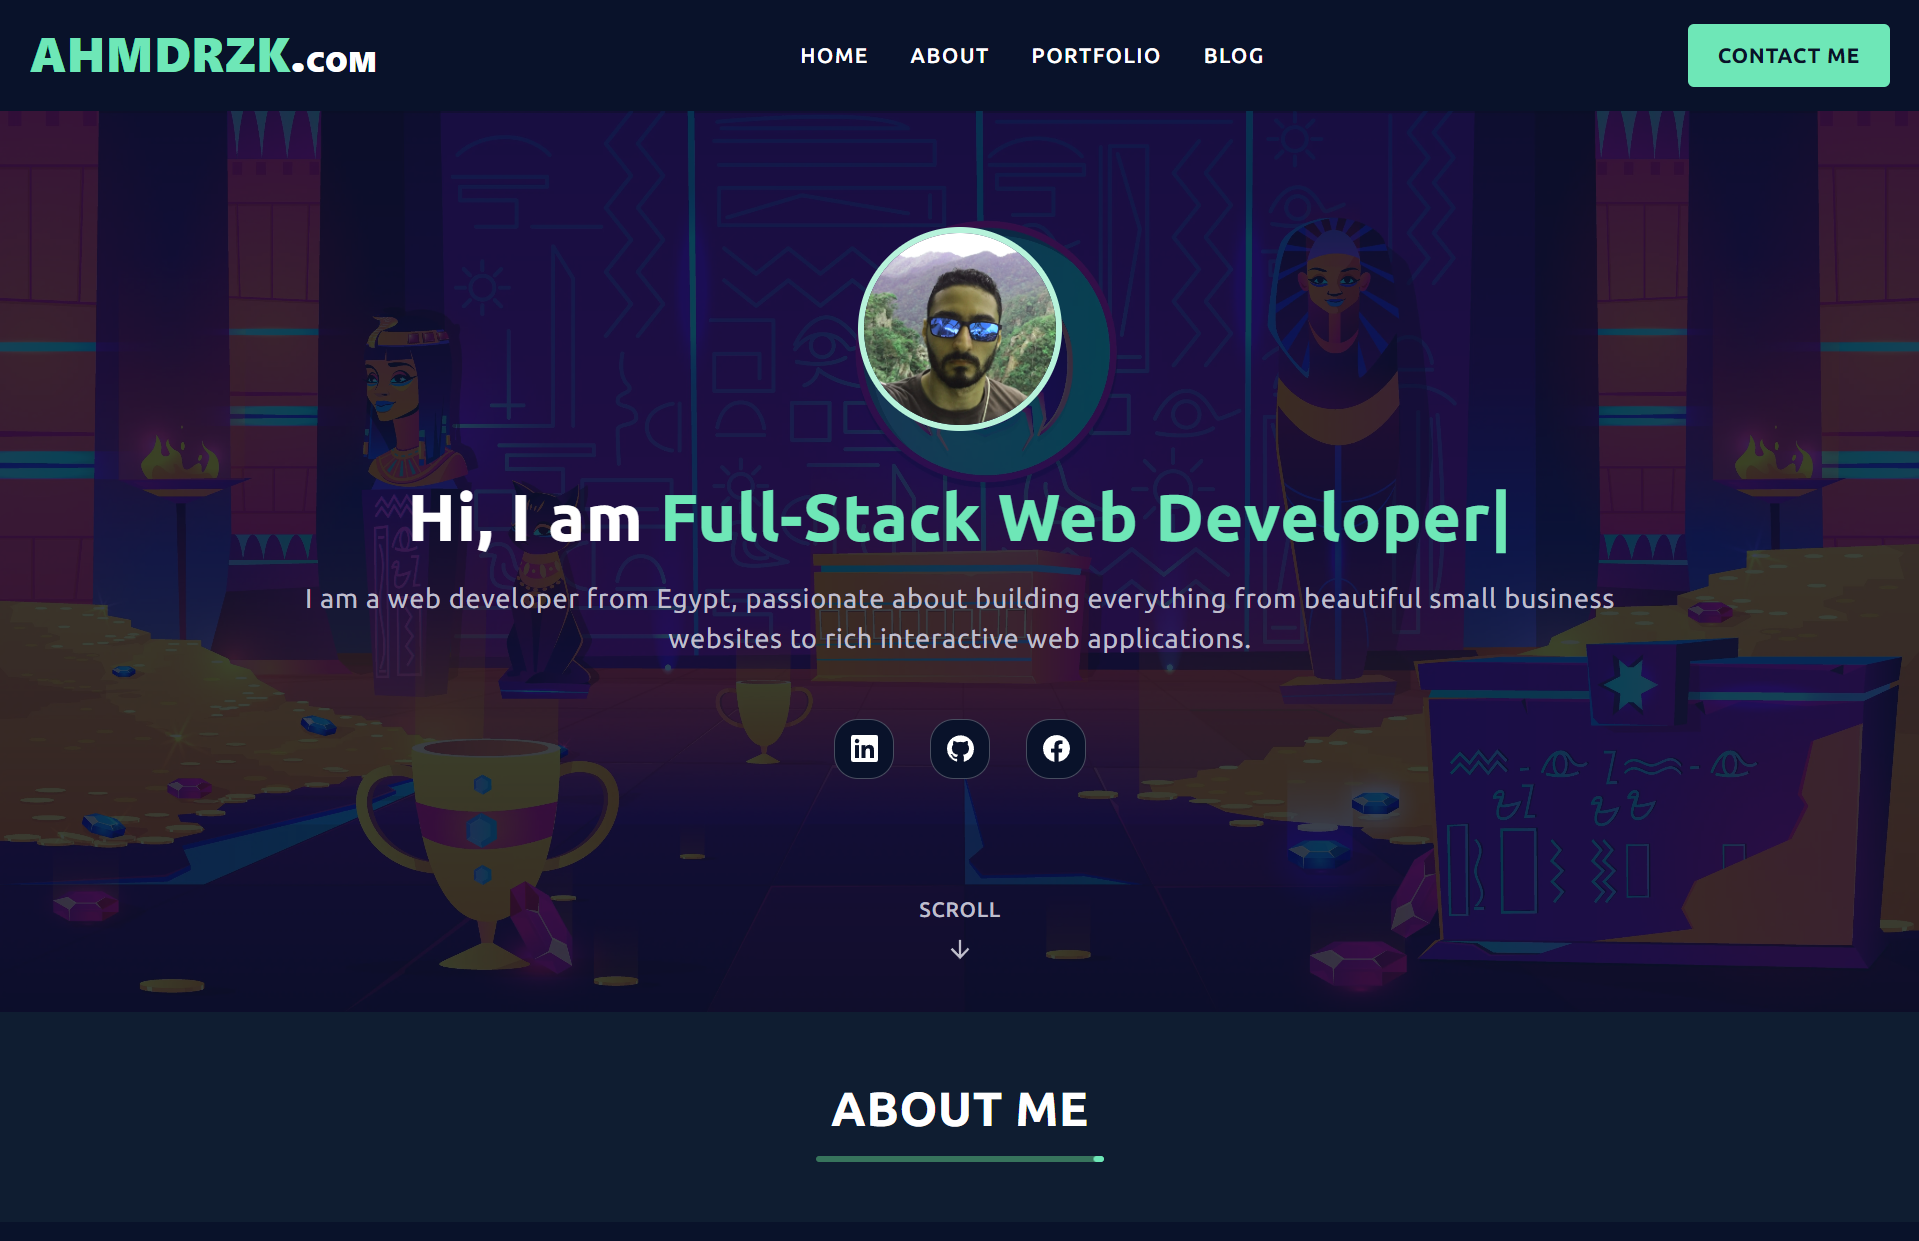 AHMDRZK.COM
HOME
ABOUT
PORTFOLIO
BLOG
CONTACT ME
Hi, I am Full-Stack Web Developer|
I am a web developer from Egypt, passionate about building everything from beautiful small business
websites to rich interactive web applications.
in
SCROLL
ABOUT ME